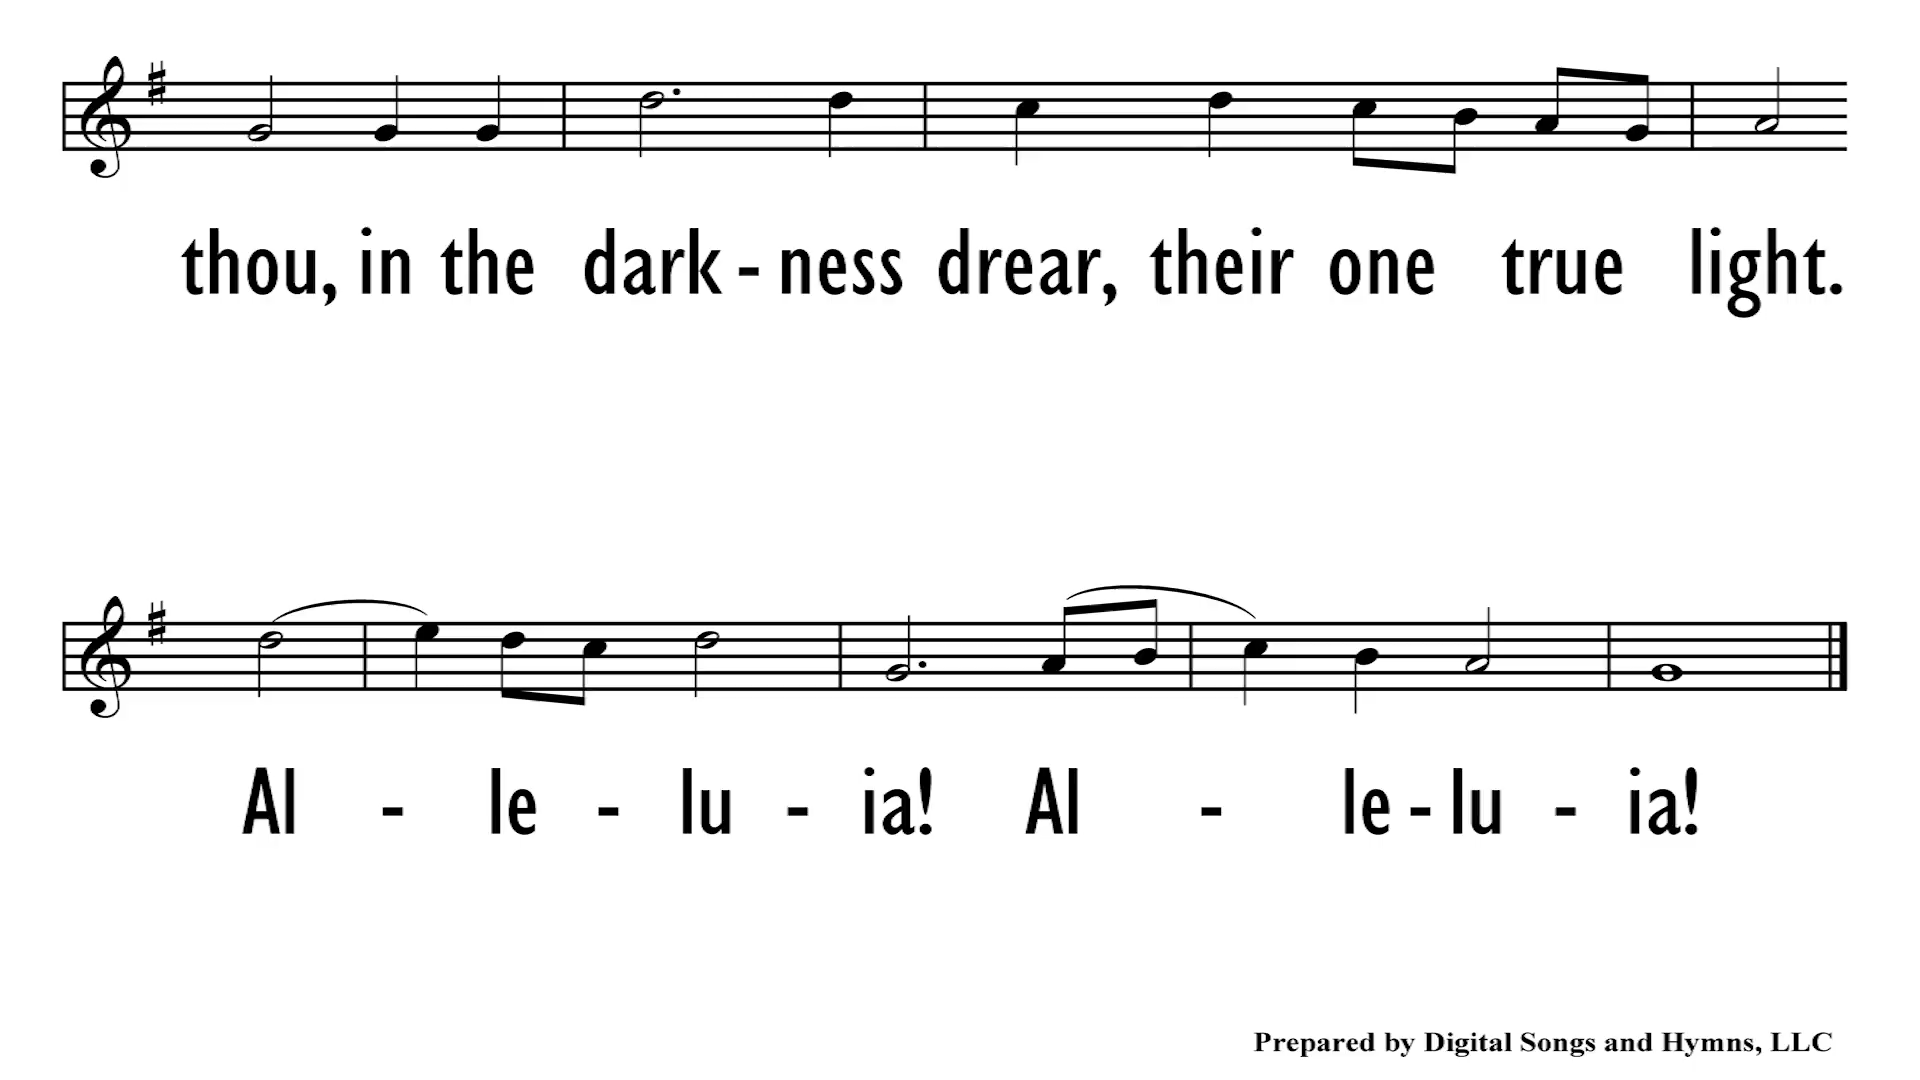 thou, in the dark - ness drear, their one true light.
Al - le - lu - ia! Al - le - lu - ia!
Prepared by Digital Songs and Hymns, LLC